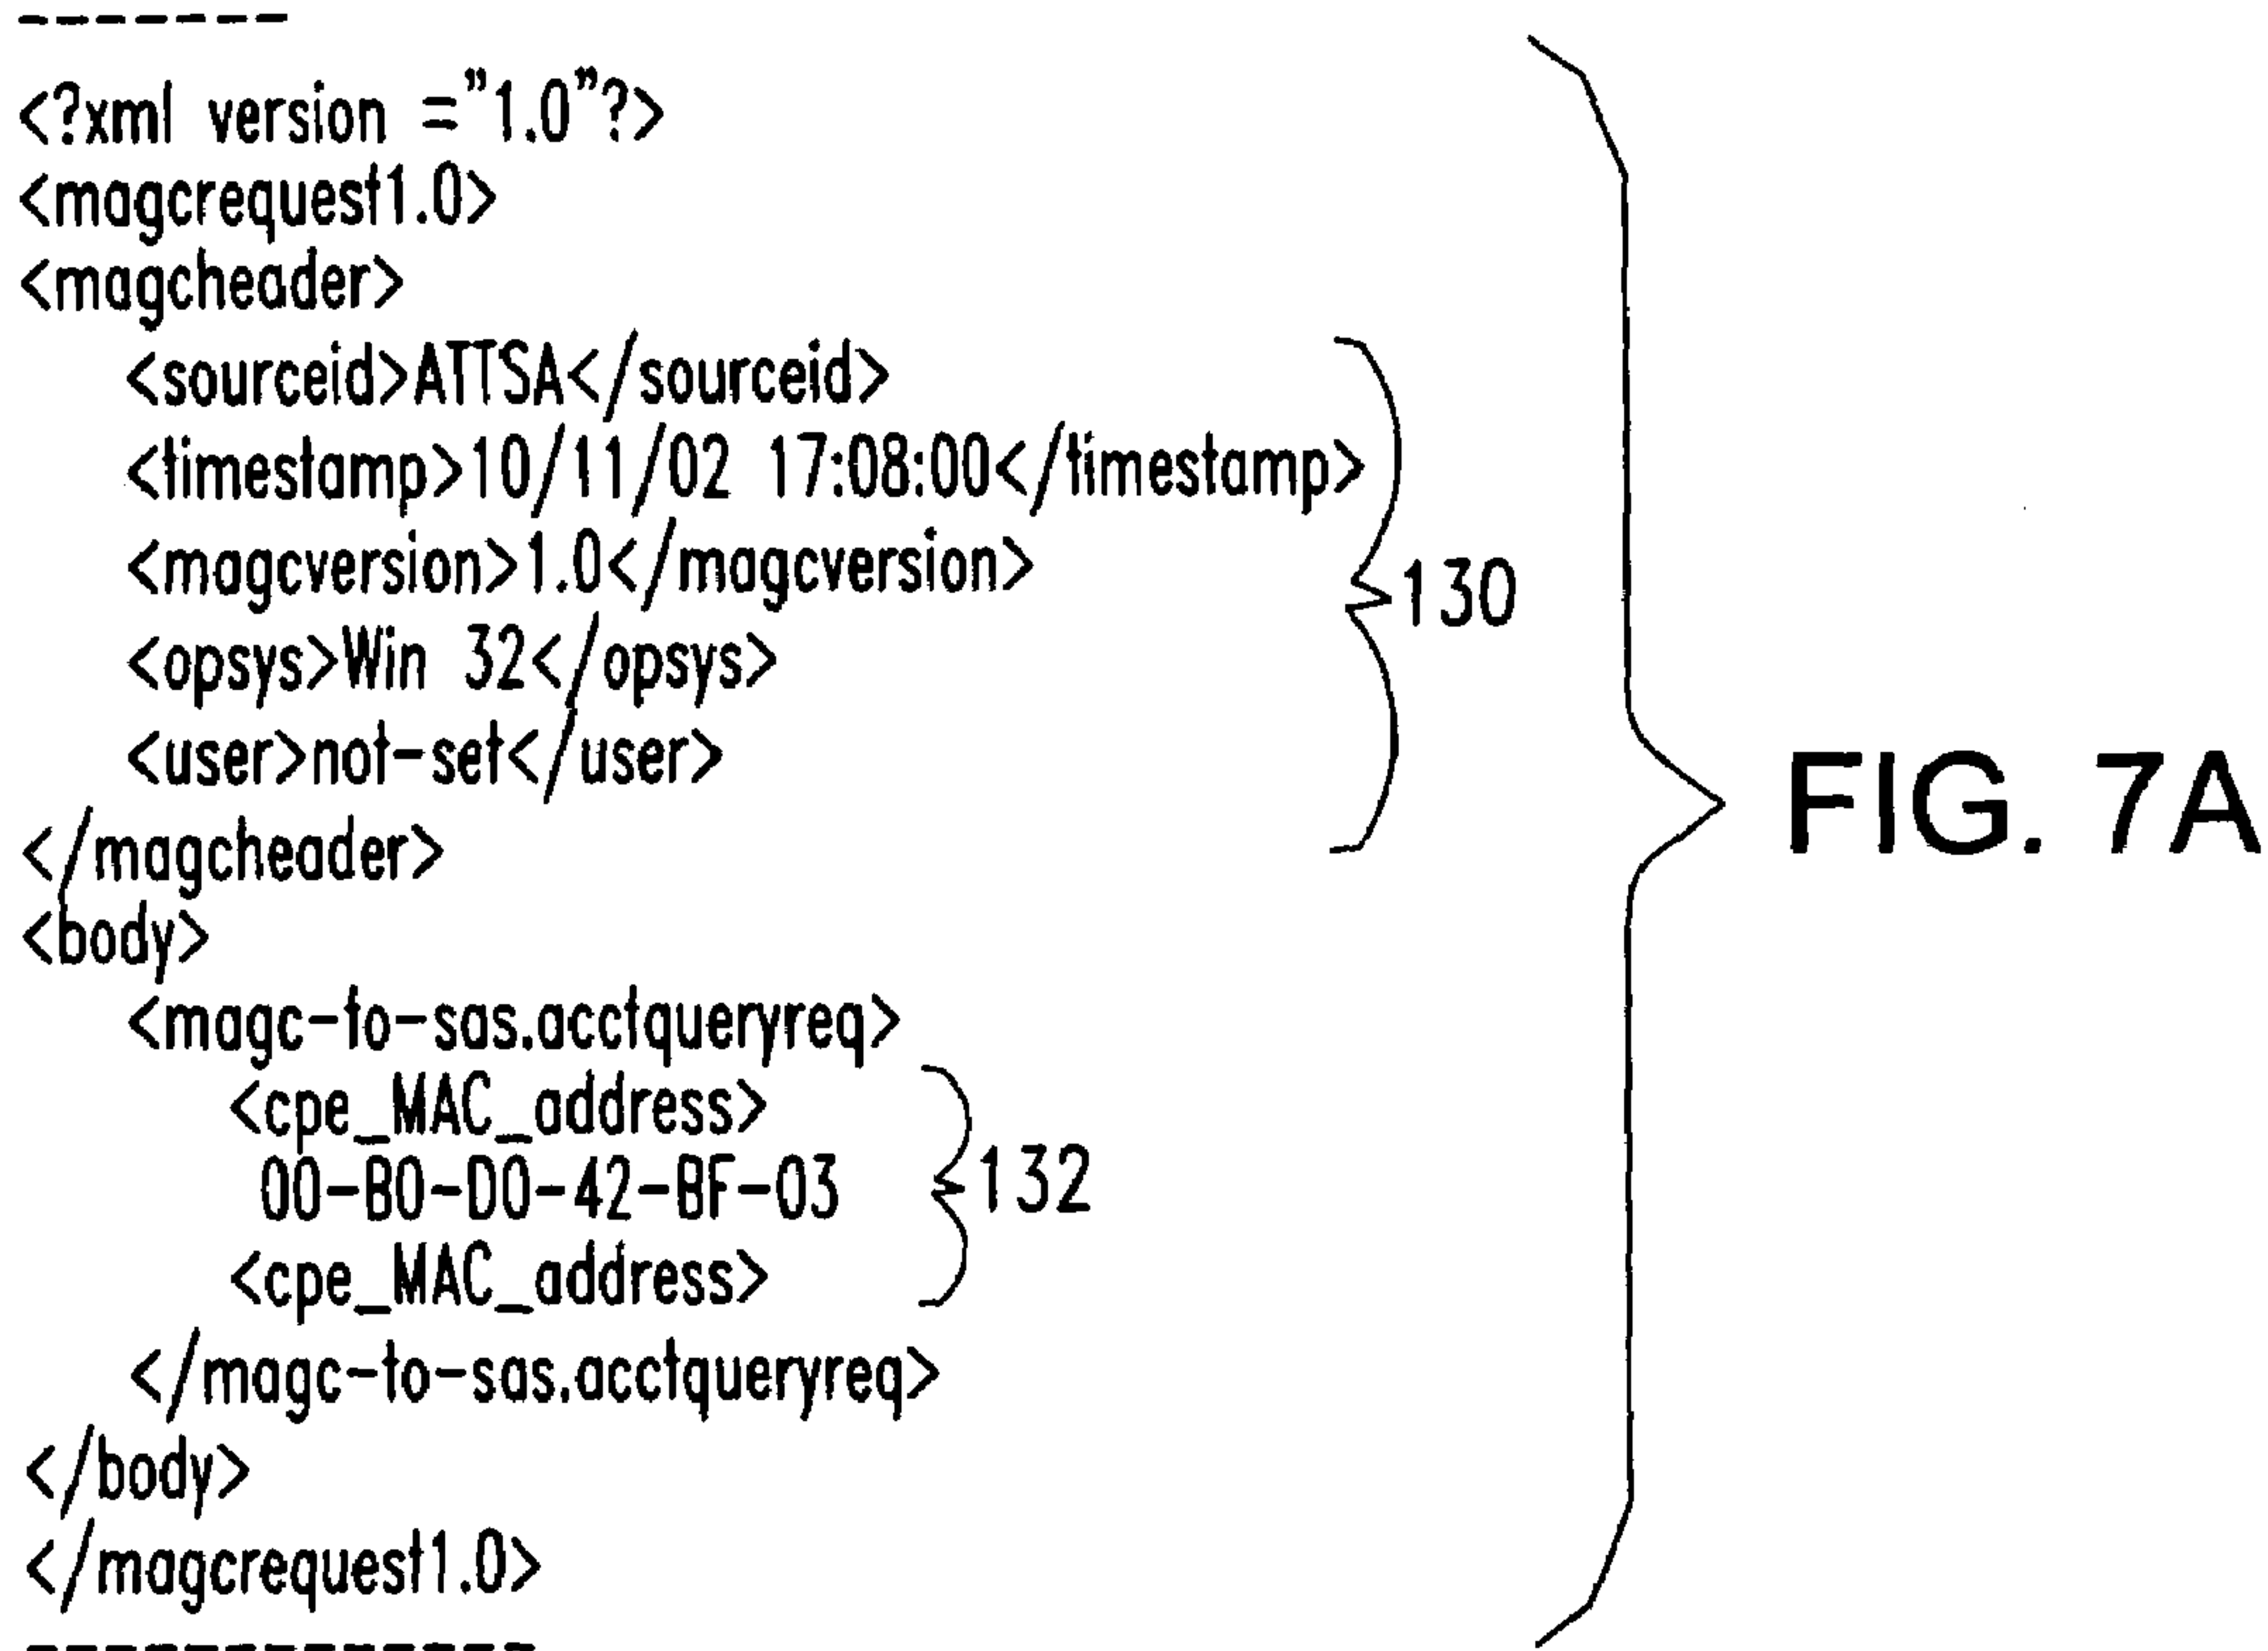 --------
<?xml version ="1.0"?>
<magcrequest1.0>
<magcheader>
<sourceid>ATTSA</sourceid>
<timestamp>10/11/02 17:08:00</timestamp>
<magcversion>1.0</magcversion>
130
<opsys>Win 32</opsys>
<user>not-set</user>
</magcheader>
<body>
<magc-to-sas.acctqueryreq>
<cpe_MAC_address>
00-B0-D0-42-BF-03
<cpe_MAC_address>
132
</magc-to-sas.acctqueryreq>
</body>
</magcrequest1.0>
--------------
FIG. 7A